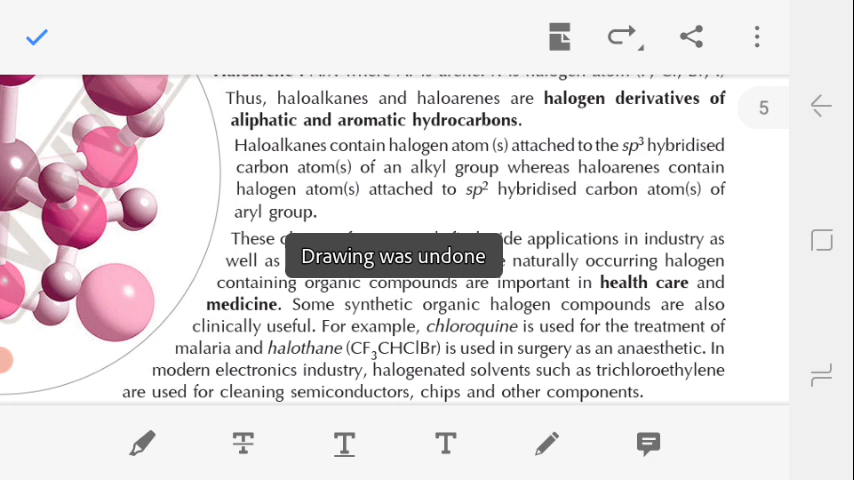 Thus, haloalkanes and haloarenes are halogen derivatives of
aliphatic and aromatic hydrocarbons.
5
Haloalkanes contain halogen atom (s) attached to the sp³ hybridised
carbon atom(s) of an alkyl group whereas haloarenes contain
halogen atom(s) attached to sp² hybridised carbon atom(s) of
aryl group.
These applications in industry as
Drawing was undone
well as naturally occurring halogen
containing organic compounds are important in health care and
medicine. Some synthetic organic halogen compounds are also
clinically useful. For example, chloroquine is used for the treatment of
malaria and halothane (CF₃CHClBr) is used in surgery as an anaesthetic. In
modern electronics industry, halogenated solvents such as trichloroethylene
are used for cleaning semiconductors, chips and other components.
T
T
T